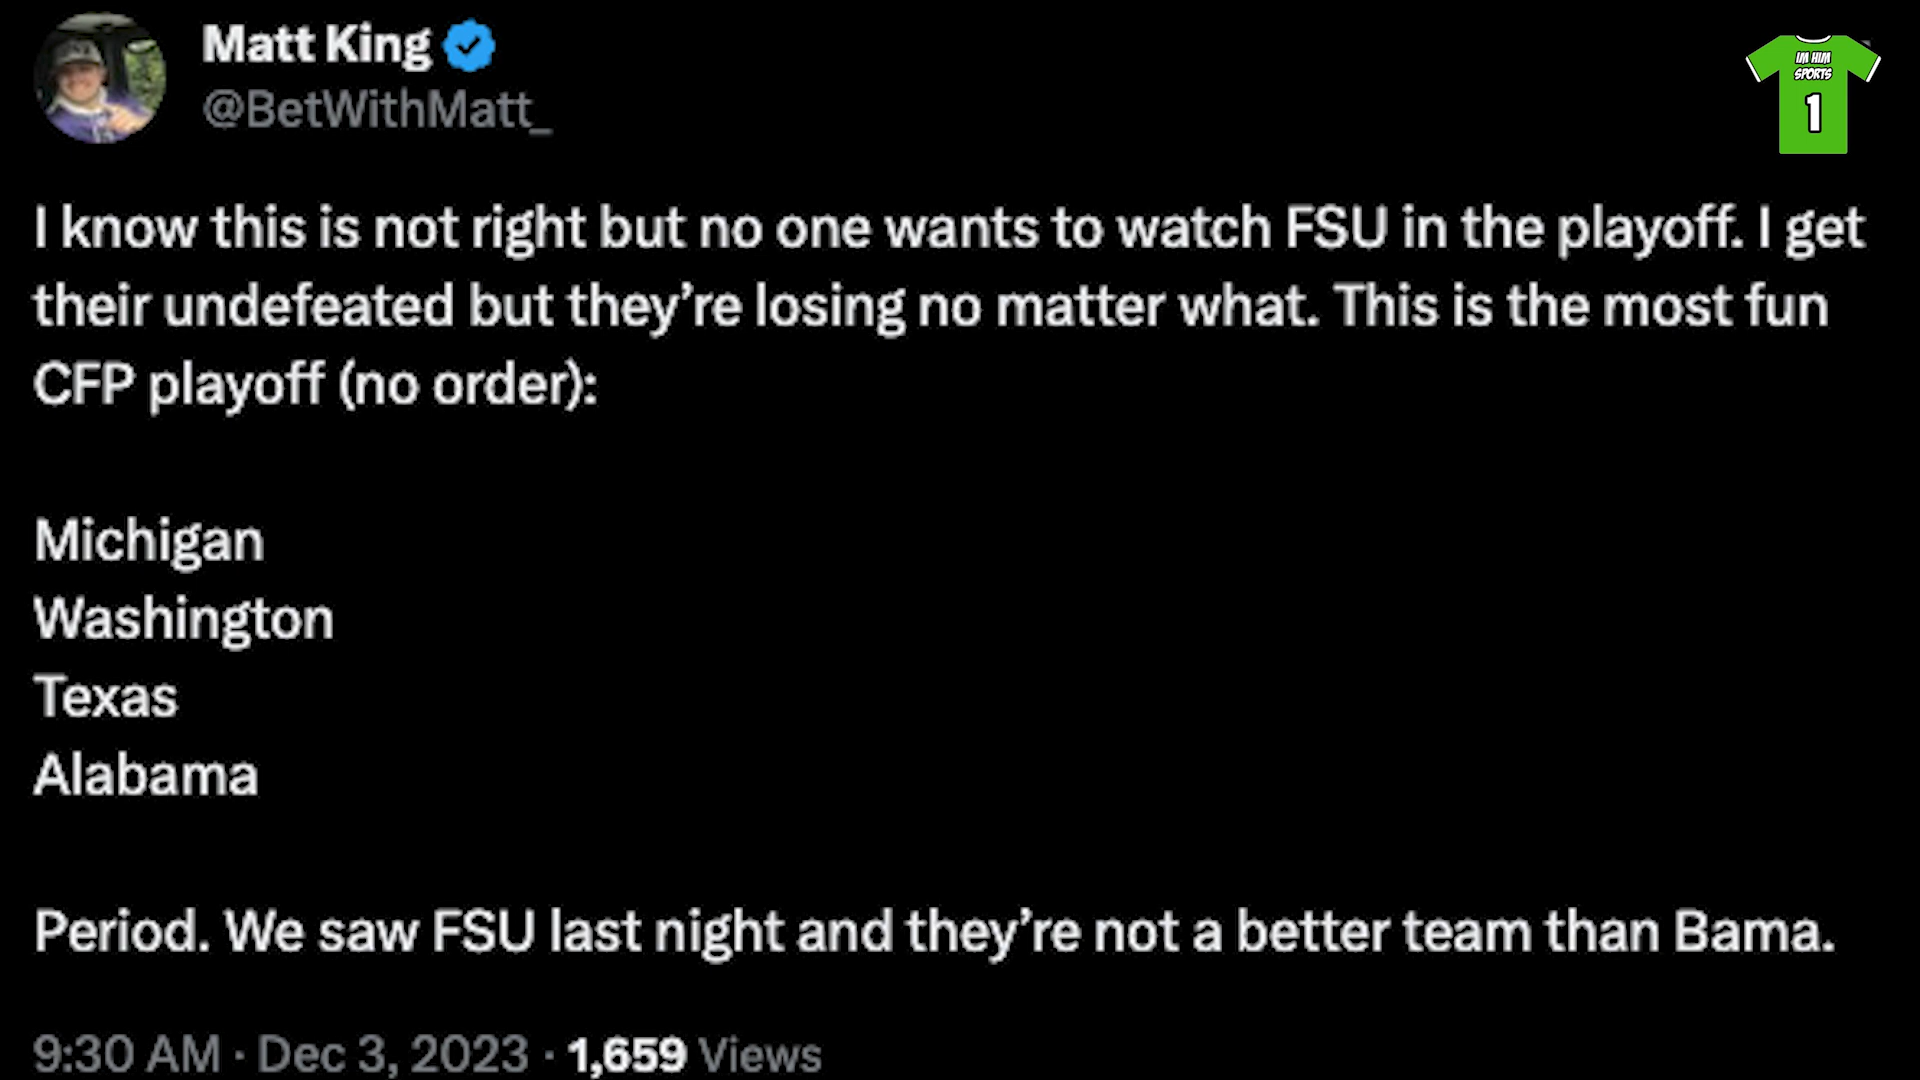 Matt King
@BetWithMatt_
IM HIM
SPORTS
1
I know this is not right but no one wants to watch FSU in the playoff. I get
their undefeated but they’re losing no matter what. This is the most fun
CFP playoff (no order):
Michigan
Washington
Texas
Alabama
Period. We saw FSU last night and they’re not a better team than Bama.
9:30 AM · Dec 3, 2023 · 1,659 Views